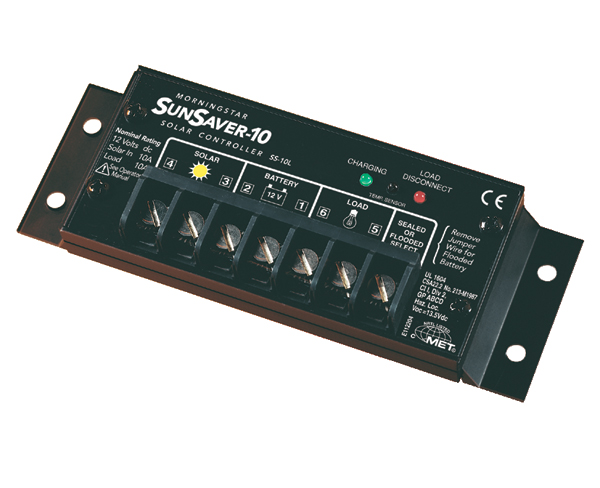 MORNINGSTAR
SUNSAVER-10
SOLAR CONTROLLER SS-10L
Nominal Rating
12 Volts dc
Solar In 10A
Load 10A
See Operator's
Manual
4 SOLAR 3
2 BATTERY 1
12 V
6 LOAD 5
SEALED
OR
FLOODED
SELECT
CHARGING
TEMP. SENSOR
LOAD
DISCONNECT
CE
Remove
Jumper
Wire for
Flooded
Battery
UL 1604
CSA22.2 No. 213-M1987
Cl I, Div 2
GP ABCD
Haz. Loc.
Voc =13.5Vdc
E112204
C
MET